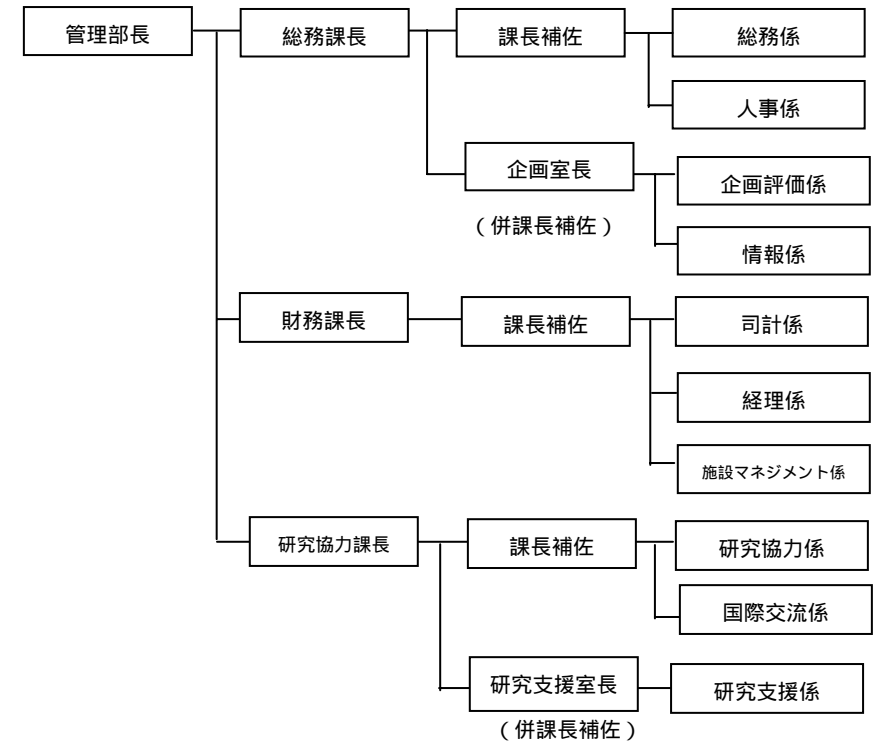 管理部長
総務課長
課長補佐
総務係
人事係
企画室長
(併課長補佐)
企画評価係
情報係
財務課長
課長補佐
司計係
経理係
施設マネジメント係
研究協力課長
課長補佐
研究協力係
国際交流係
研究支援室長
(併課長補佐)
研究支援係